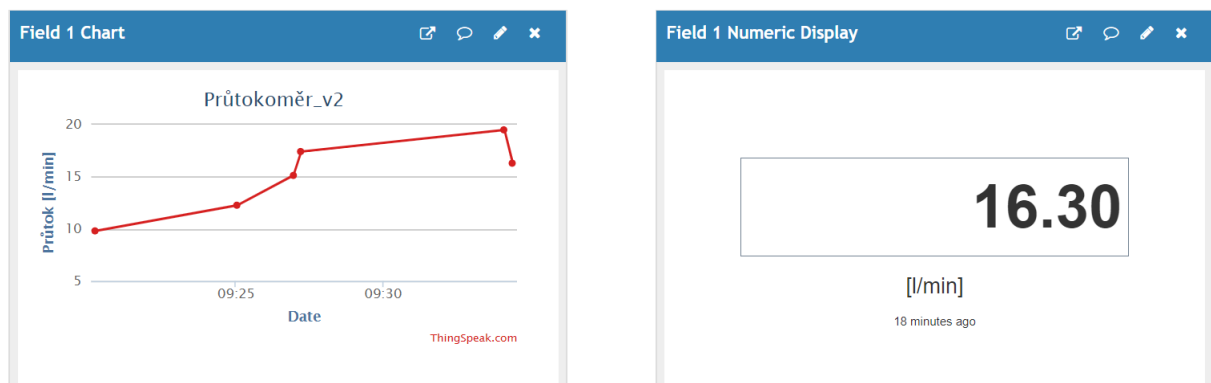 Field 1 Chart
Průtokoměr_v2
Průtok [l/min]
20
15
10
5
09:25 09:30
Date
ThingSpeak.com
Field 1 Numeric Display
16.30
[l/min]
18 minutes ago